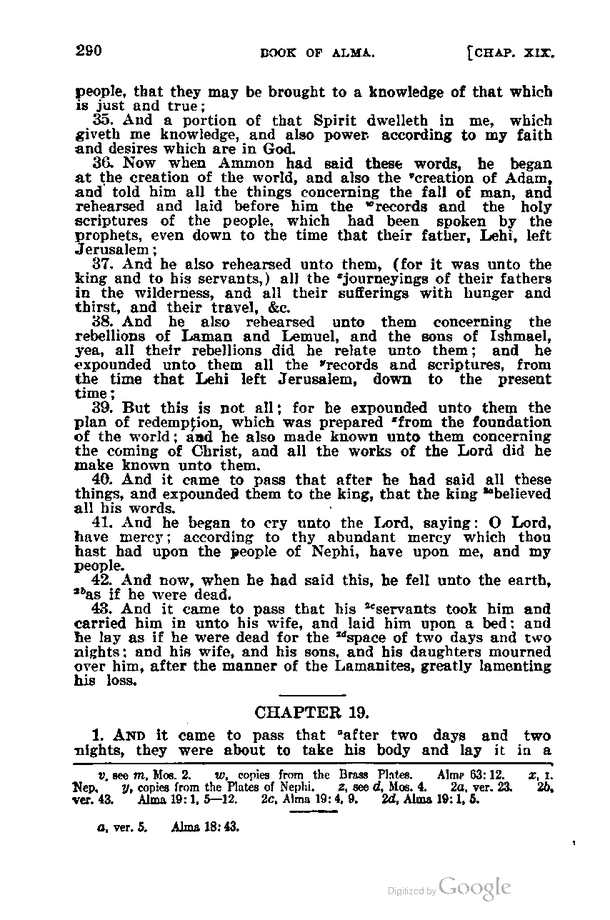 290 BOOK OF ALMA. [CHAP. XIX.
people, that they may be brought to a knowledge of that which
is just and true;
35. And a portion of that Spirit dwelleth in me, which
giveth me knowledge, and also power according to my faith
and desires which are in God.
36. Now when Ammon had said these words, he began
at the creation of the world, and also the ᵛcreation of Adam,
and told him all the things concerning the fall of man, and
rehearsed and laid before him the ʷrecords and the holy
scriptures of the people, which had been spoken by the
prophets, even down to the time that their father, Lehi, left
Jerusalem;
37. And he also rehearsed unto them, (for it was unto the
king and to his servants,) all the ˣjourneyings of their fathers
in the wilderness, and all their sufferings with hunger and
thirst, and their travel, &c.
38. And he also rehearsed unto them concerning the
rebellions of Laman and Lemuel, and the sons of Ishmael,
yea, all their rebellions did he relate unto them; and he
expounded unto them all the ʸrecords and scriptures, from
the time that Lehi left Jerusalem, down to the present
time;
39. But this is not all; for he expounded unto them the
plan of redemption, which was prepared ᶻfrom the foundation
of the world; and he also made known unto them concerning
the coming of Christ, and all the works of the Lord did he
make known unto them.
40. And it came to pass that after he had said all these
things, and expounded them to the king, that the king ²ᵃbelieved
all his words.
41. And he began to cry unto the Lord, saying: O Lord,
have mercy; according to thy abundant mercy which thou
hast had upon the people of Nephi, have upon me, and my
people.
42. And now, when he had said this, he fell unto the earth,
²ᵇas if he were dead.
43. And it came to pass that his ²ᶜservants took him and
carried him in unto his wife, and laid him upon a bed; and
he lay as if he were dead for the ²ᵈspace of two days and two
nights; and his wife, and his sons, and his daughters mourned
over him, after the manner of the Lamanites, greatly lamenting
his loss.
CHAPTER 19.
1. AND it came to pass that ᵃafter two days and two
nights, they were about to take his body and lay it in a
v, see m, Mos. 2. w, copies from the Brass Plates. Alma 63:12. x, 1.
Nep. y, copies from the Plates of Nephi. z, see d, Mos. 4. 2a, ver. 23. 2b,
ver. 43. Alma 19:1, 5—12. 2c, Alma 19:4, 9. 2d, Alma 19:1, 5.
a, ver. 5. Alma 18:43.
Digitized by Google